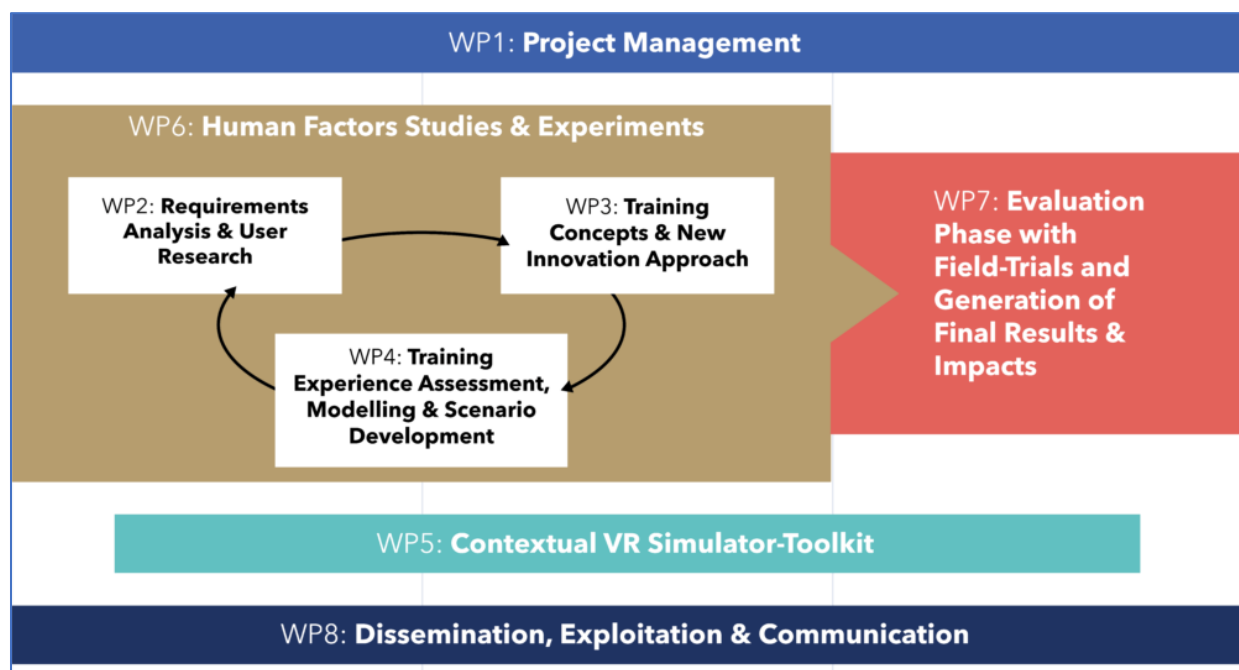 WP1: Project Management
WP6: Human Factors Studies & Experiments
WP2: Requirements
Analysis & User
Research
WP3: Training
Concepts & New
Innovation Approach
WP4: Training
Experience Assessment,
Modelling & Scenario
Development
WP7: Evaluation
Phase with
Field-Trials and
Generation of
Final Results &
Impacts
WP5: Contextual VR Simulator-Toolkit
WP8: Dissemination, Exploitation & Communication